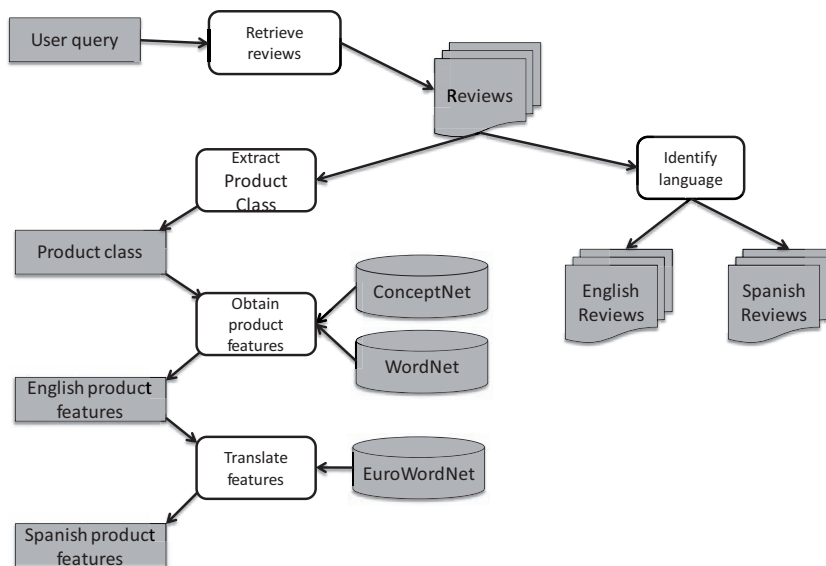 User query
Retrieve
reviews
Reviews
Extract
Product
Class
Identify
language
Product class
English
Reviews
Spanish
Reviews
ConceptNet
Obtain
product
features
WordNet
English product
features
Translate
features
EuroWordNet
Spanish product
features